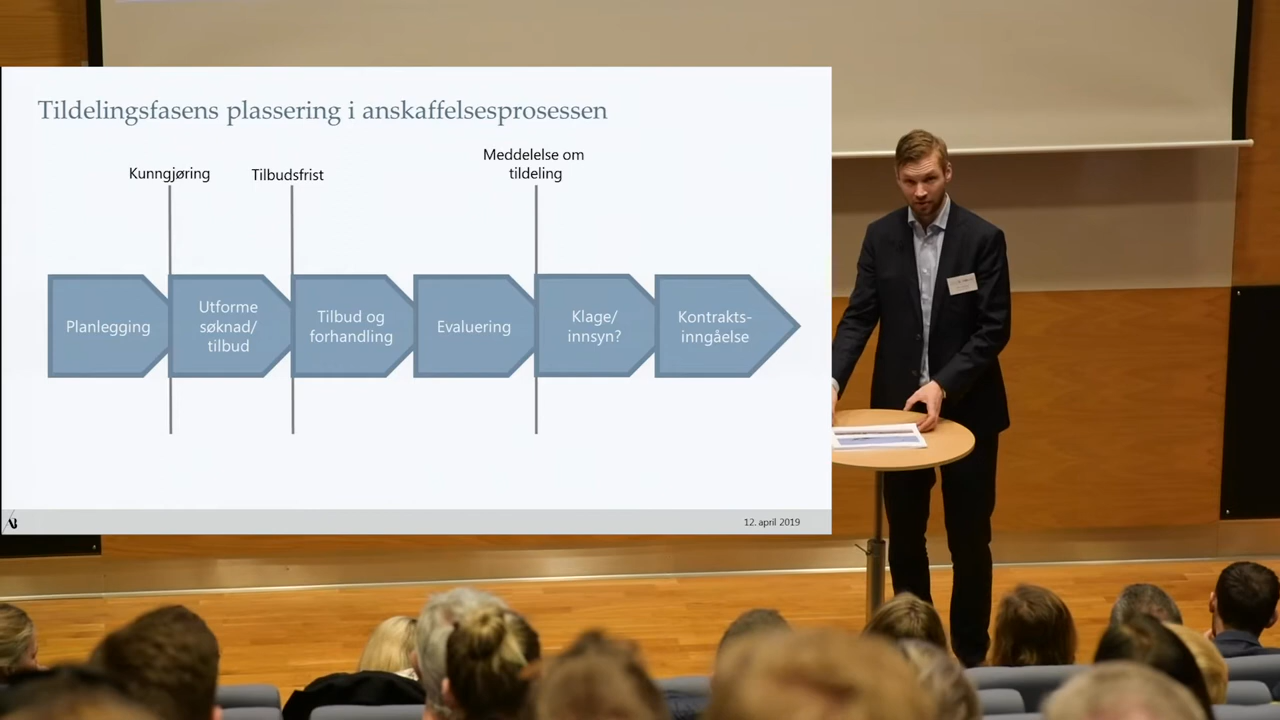 Tildelingsfasens plassering i anskaffelsesprosessen
Meddelelse om
tildeling
Kunngjøring
Tilbudsfrist
Planlegging
Utforme
søknad/
tilbud
Tilbud og
forhandling
Evaluering
Klage/
innsyn?
Kontrakts-
inngåelse
12. april 2019